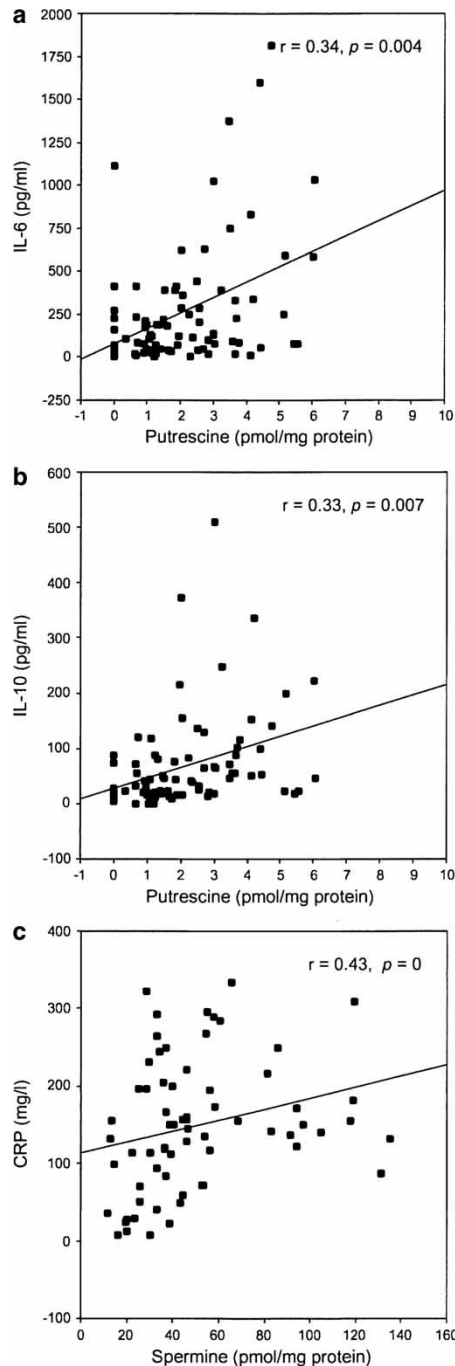 a
2000
r = 0.34, p = 0.004
1750
1500
1250
1000
750
500
250
0
-250
IL-6 (pg/ml)
-1 0 1 2 3 4 5 6 7 8 9 10
Putrescine (pmol/mg protein)
b
600
r = 0.33, p = 0.007
500
400
300
200
100
0
-100
IL-10 (pg/ml)
-1 0 1 2 3 4 5 6 7 8 9 10
Putrescine (pmol/mg protein)
c
400
r = 0.43, p = 0
300
200
100
0
-100
CRP (mg/l)
0 20 40 60 80 100 120 140 160
Spermine (pmol/mg protein)